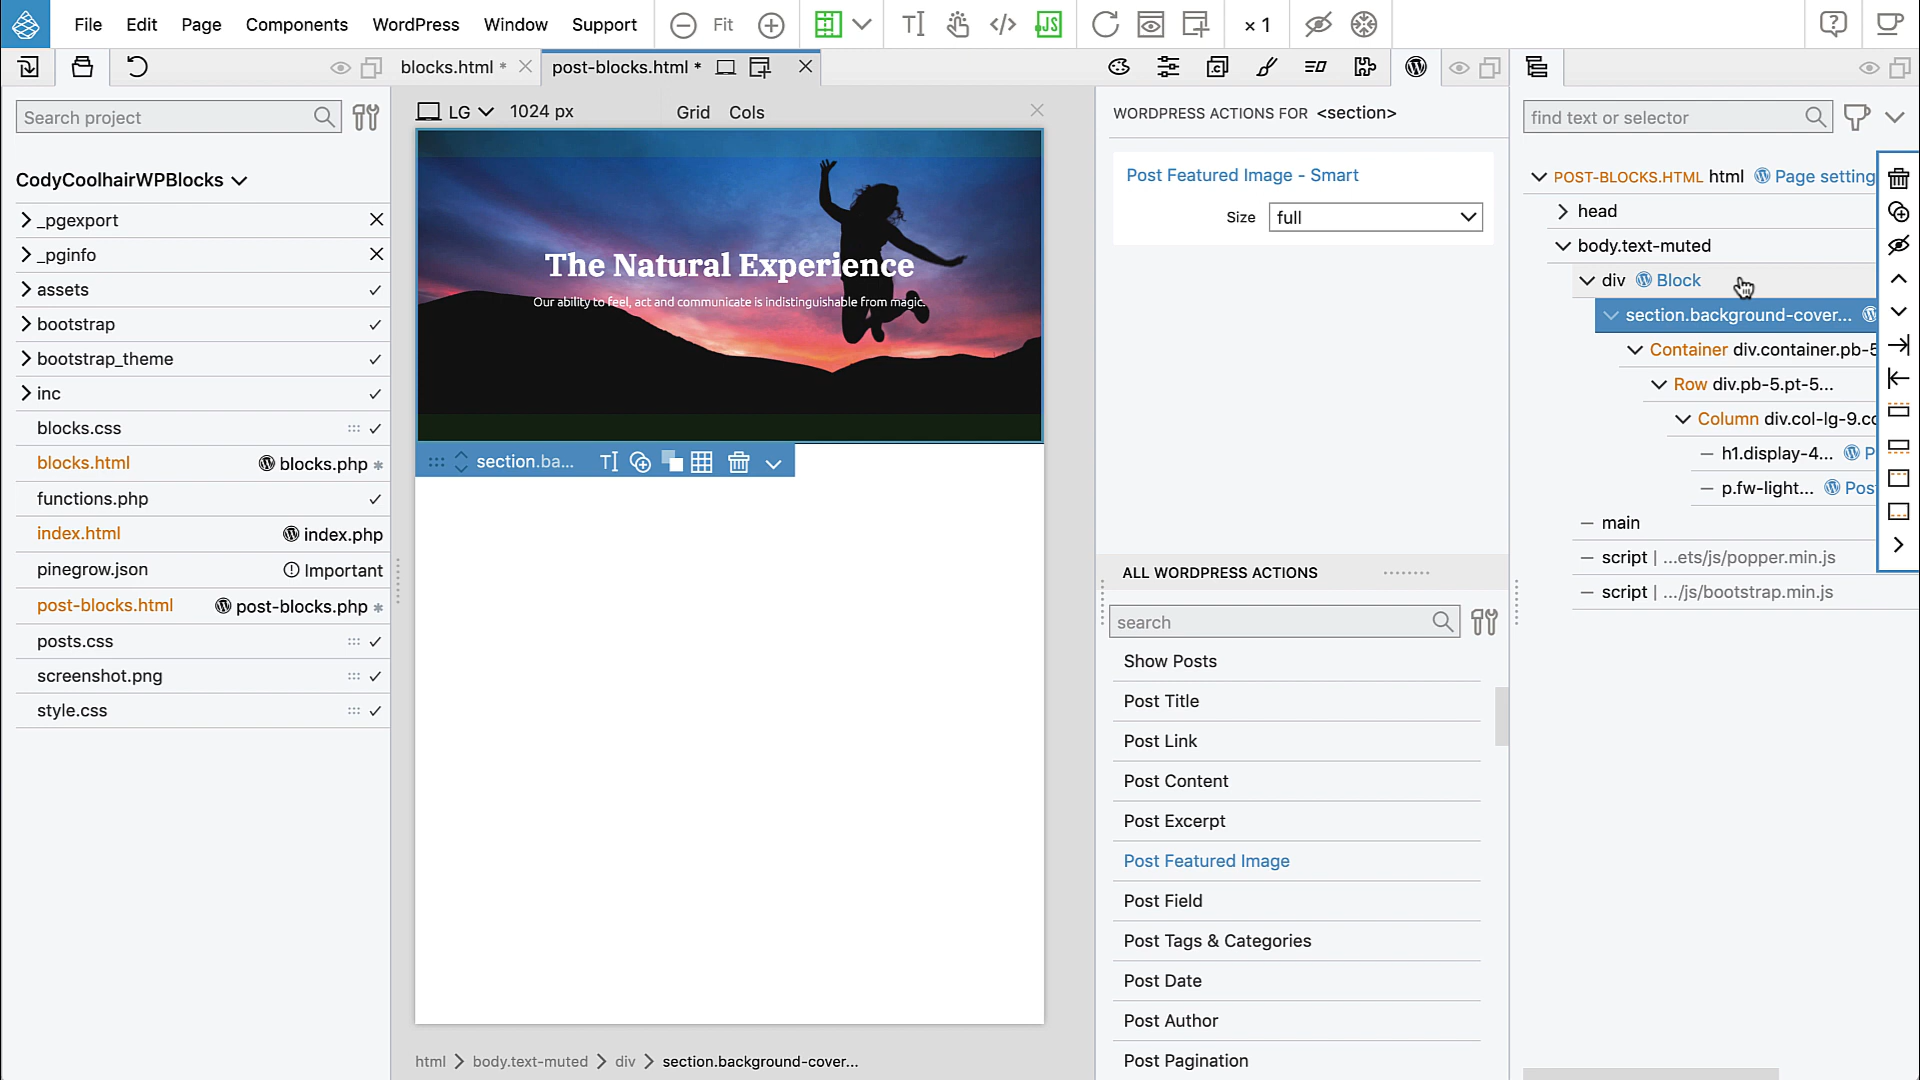 File Edit Page Components WordPress Window Support Fit JS × 1
blocks.html * post-blocks.html *
Search project
CodyCoolhairWPBlocks
_pgexport
_pginfo
assets
bootstrap
bootstrap_theme
inc
blocks.css
blocks.html blocks.php *
functions.php
index.html index.php
pinegrow.json Important
post-blocks.html post-blocks.php *
posts.css
screenshot.png
style.css
LG 1024 px Grid Cols
The Natural Experience
Our ability to feel, act and communicate is indistinguishable from magic.
section.ba...
html > body.text-muted > div > section.background-cover...
WORDPRESS ACTIONS FOR <section>
Post Featured Image - Smart
Size full
ALL WORDPRESS ACTIONS
search
Show Posts
Post Title
Post Link
Post Content
Post Excerpt
Post Featured Image
Post Field
Post Tags & Categories
Post Date
Post Author
Post Pagination
find text or selector
POST-BLOCKS.HTML html Page setting
head
body.text-muted
div Block
section.background-cover...
Container div.container.pb-5
Row div.pb-5.pt-5...
Column div.col-lg-9.co
h1.display-4... P
p.fw-light... Pos
main
script | ...ets/js/popper.min.js
script | .../js/bootstrap.min.js